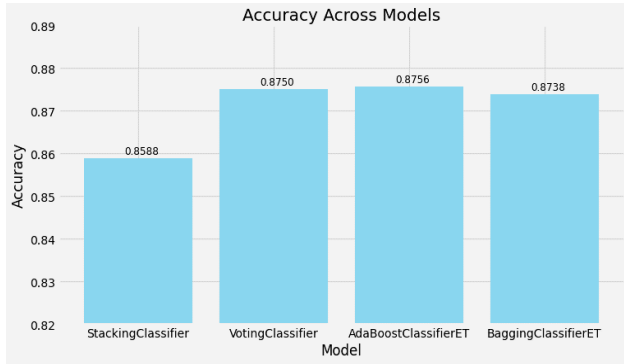 Accuracy Across Models
Accuracy
0.89
0.88
0.87
0.86
0.85
0.84
0.83
0.82
0.8588
0.8750
0.8756
0.8738
StackingClassifier
VotingClassifier
AdaBoostClassifierET
BaggingClassifierET
Model